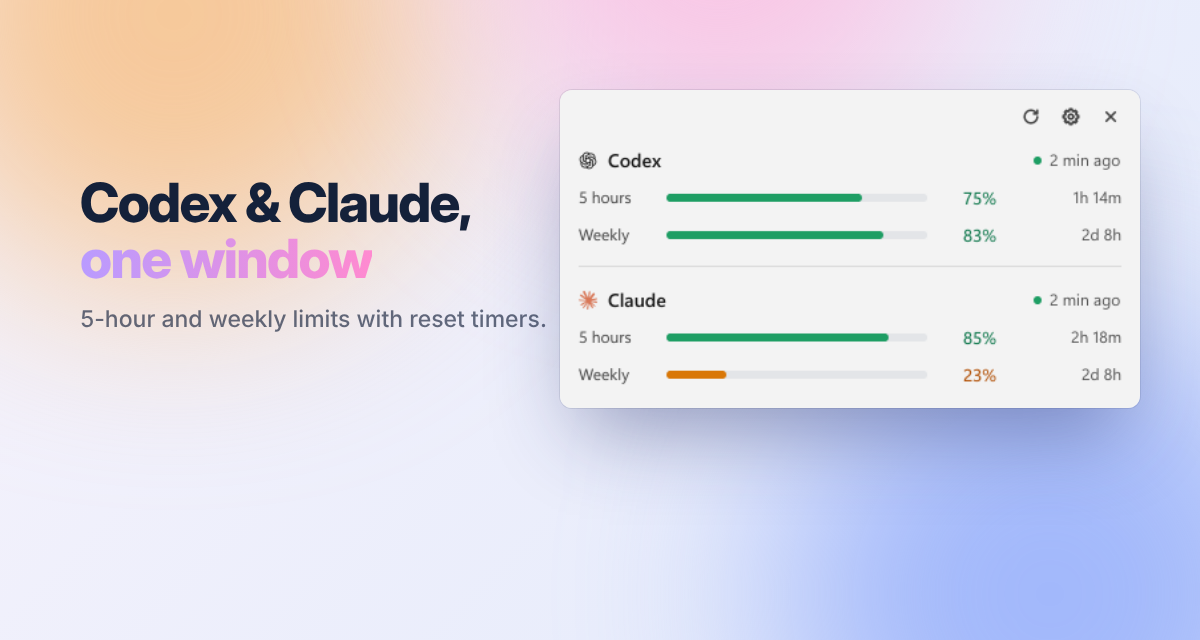 Codex & Claude,
one window
5-hour and weekly limits with reset timers.
Codex 2 min ago
5 hours 75% 1h 14m
Weekly 83% 2d 8h
Claude 2 min ago
5 hours 85% 2h 18m
Weekly 23% 2d 8h